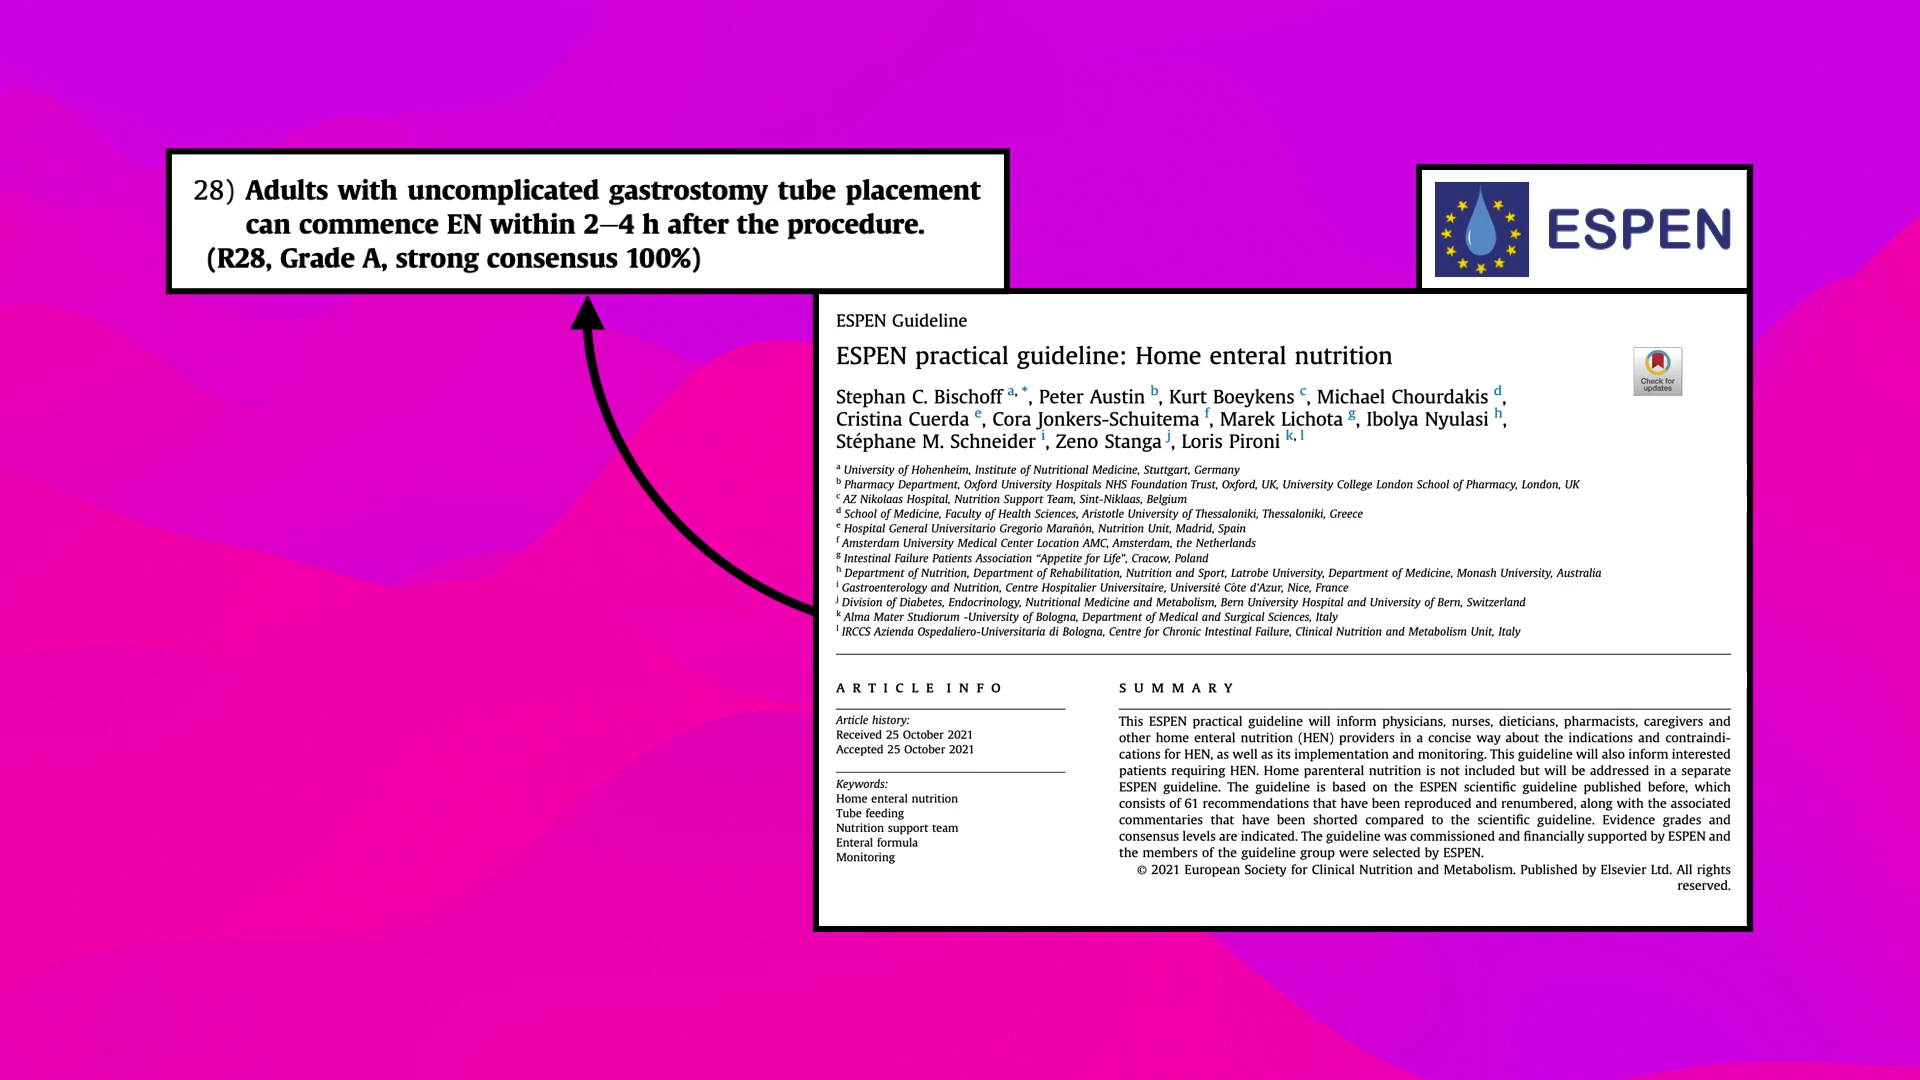 28) Adults with uncomplicated gastrostomy tube placement
can commence EN within 2–4 h after the procedure.
(R28, Grade A, strong consensus 100%)
ESPEN
ESPEN Guideline
ESPEN practical guideline: Home enteral nutrition
Check for
updates
Stephan C. Bischoff a, *, Peter Austin b, Kurt Boeykens c, Michael Chourdakis d,
Cristina Cuerda e, Cora Jonkers-Schuitema f, Marek Lichota g, Ibolya Nyulasi h,
Stéphane M. Schneider i, Zeno Stanga j, Loris Pironi k, l
a University of Hohenheim, Institute of Nutritional Medicine, Stuttgart, Germany
b Pharmacy Department, Oxford University Hospitals NHS Foundation Trust, Oxford, UK, University College London School of Pharmacy, London, UK
c AZ Nikolaas Hospital, Nutrition Support Team, Sint-Niklaas, Belgium
d School of Medicine, Faculty of Health Sciences, Aristotle University of Thessaloniki, Thessaloniki, Greece
e Hospital General Universitario Gregorio Marañón, Nutrition Unit, Madrid, Spain
f Amsterdam University Medical Center Location AMC, Amsterdam, the Netherlands
g Intestinal Failure Patients Association “Appetite for Life”, Cracow, Poland
h Department of Nutrition, Department of Rehabilitation, Nutrition and Sport, Latrobe University, Department of Medicine, Monash University, Australia
i Gastroenterology and Nutrition, Centre Hospitalier Universitaire, Université Côte d’Azur, Nice, France
j Division of Diabetes, Endocrinology, Nutritional Medicine and Metabolism, Bern University Hospital and University of Bern, Switzerland
k Alma Mater Studiorum -University of Bologna, Department of Medical and Surgical Sciences, Italy
l IRCCS Azienda Ospedaliero-Universitaria di Bologna, Centre for Chronic Intestinal Failure, Clinical Nutrition and Metabolism Unit, Italy
ARTICLE INFO
Article history:
Received 25 October 2021
Accepted 25 October 2021
Keywords:
Home enteral nutrition
Tube feeding
Nutrition support team
Enteral formula
Monitoring
SUMMARY
This ESPEN practical guideline will inform physicians, nurses, dieticians, pharmacists, caregivers and
other home enteral nutrition (HEN) providers in a concise way about the indications and contraindi-
cations for HEN, as well as its implementation and monitoring. This guideline will also inform interested
patients requiring HEN. Home parenteral nutrition is not included but will be addressed in a separate
ESPEN guideline. The guideline is based on the ESPEN scientific guideline published before, which
consists of 61 recommendations that have been reproduced and renumbered, along with the associated
commentaries that have been shorted compared to the scientific guideline. Evidence grades and
consensus levels are indicated. The guideline was commissioned and financially supported by ESPEN and
the members of the guideline group were selected by ESPEN.
© 2021 European Society for Clinical Nutrition and Metabolism. Published by Elsevier Ltd. All rights
reserved.